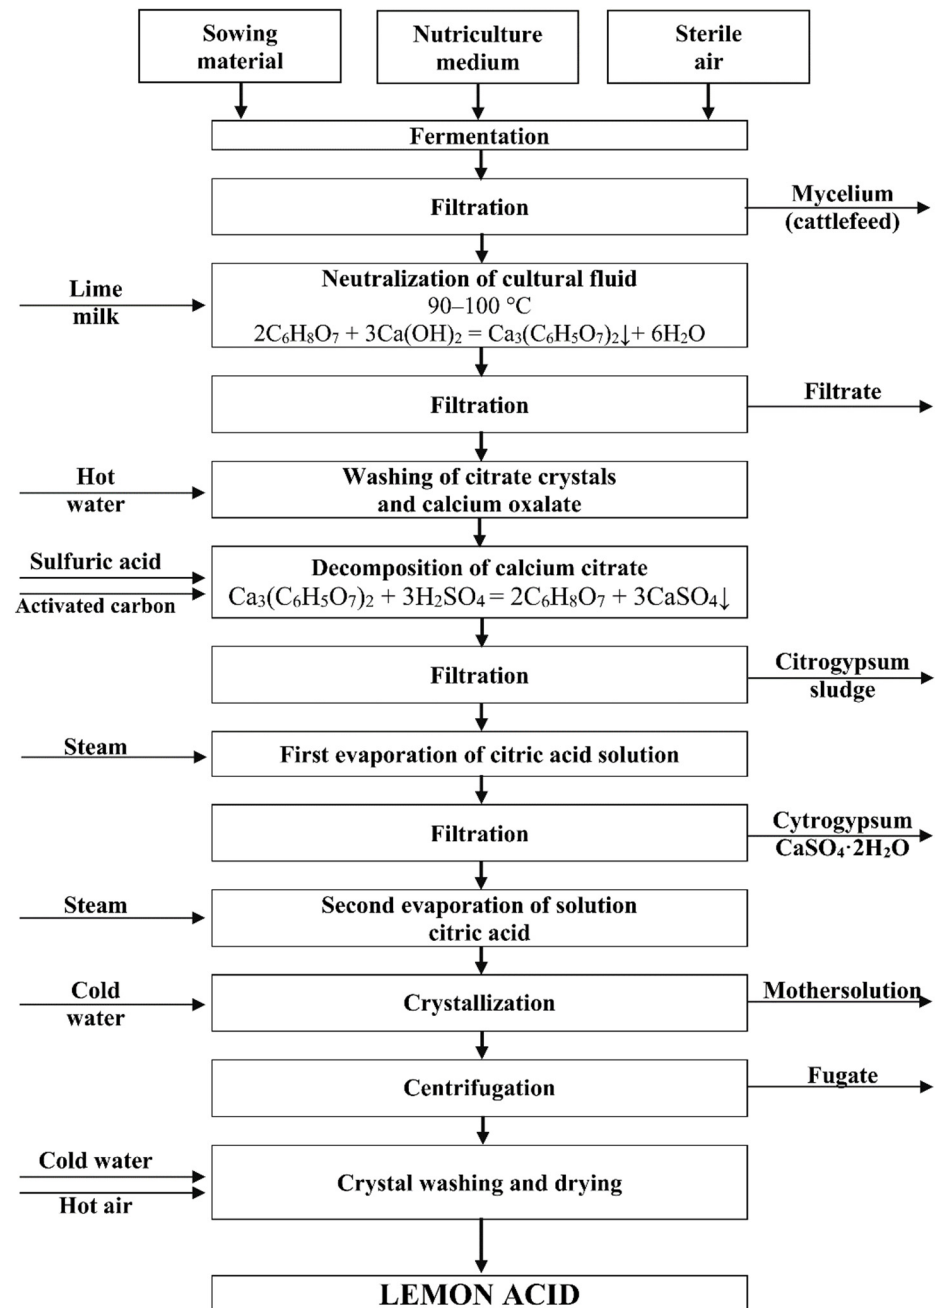 Sowing
material
Nutriculture
medium
Sterile
air
Fermentation
Filtration
Mycelium
(cattlefeed)
Lime
milk
Neutralization of cultural fluid
90–100 °C
2C₆H₈O₇ + 3Ca(OH)₂ = Ca₃(C₆H₅O₇)₂↓+ 6H₂O
Filtration
Filtrate
Hot
water
Washing of citrate crystals
and calcium oxalate
Sulfuric acid
Activated carbon
Decomposition of calcium citrate
Ca₃(C₆H₅O₇)₂ + 3H₂SO₄ = 2C₆H₈O₇ + 3CaSO₄↓
Filtration
Citrogypsum
sludge
Steam
First evaporation of citric acid solution
Filtration
Cytrogypsum
CaSO₄·2H₂O
Steam
Second evaporation of solution
citric acid
Cold
water
Crystallization
Mothersolution
Centrifugation
Fugate
Cold water
Hot air
Crystal washing and drying
LEMON ACID